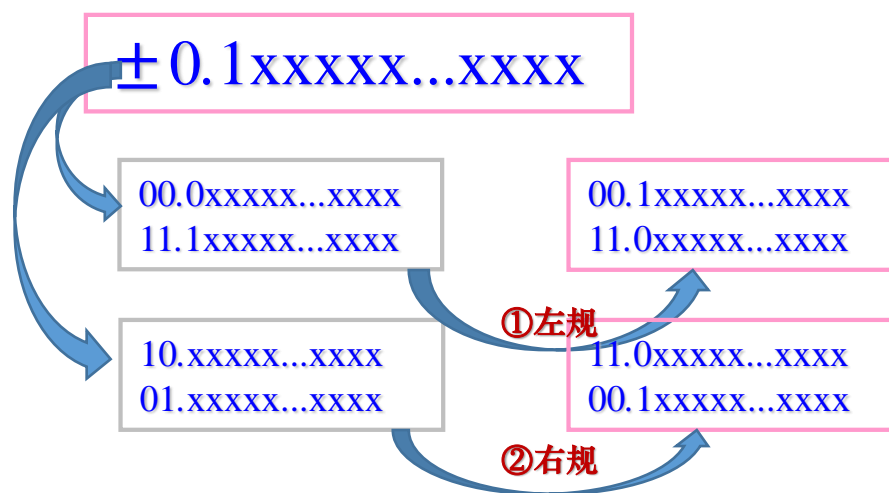 ±0.1xxxxx...xxxx
00.0xxxxx...xxxx
11.1xxxxx...xxxx
00.1xxxxx...xxxx
11.0xxxxx...xxxx
①左规
10.xxxxx...xxxx
01.xxxxx...xxxx
11.0xxxxx...xxxx
00.1xxxxx...xxxx
②右规